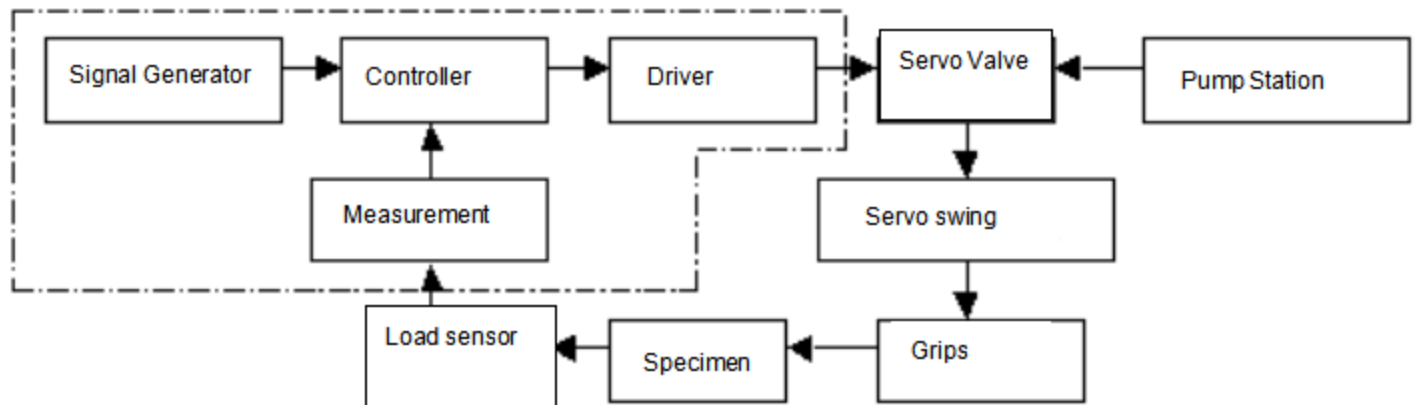 Signal Generator
Controller
Driver
Servo Valve
Pump Station
Measurement
Servo swing
Load sensor
Specimen
Grips